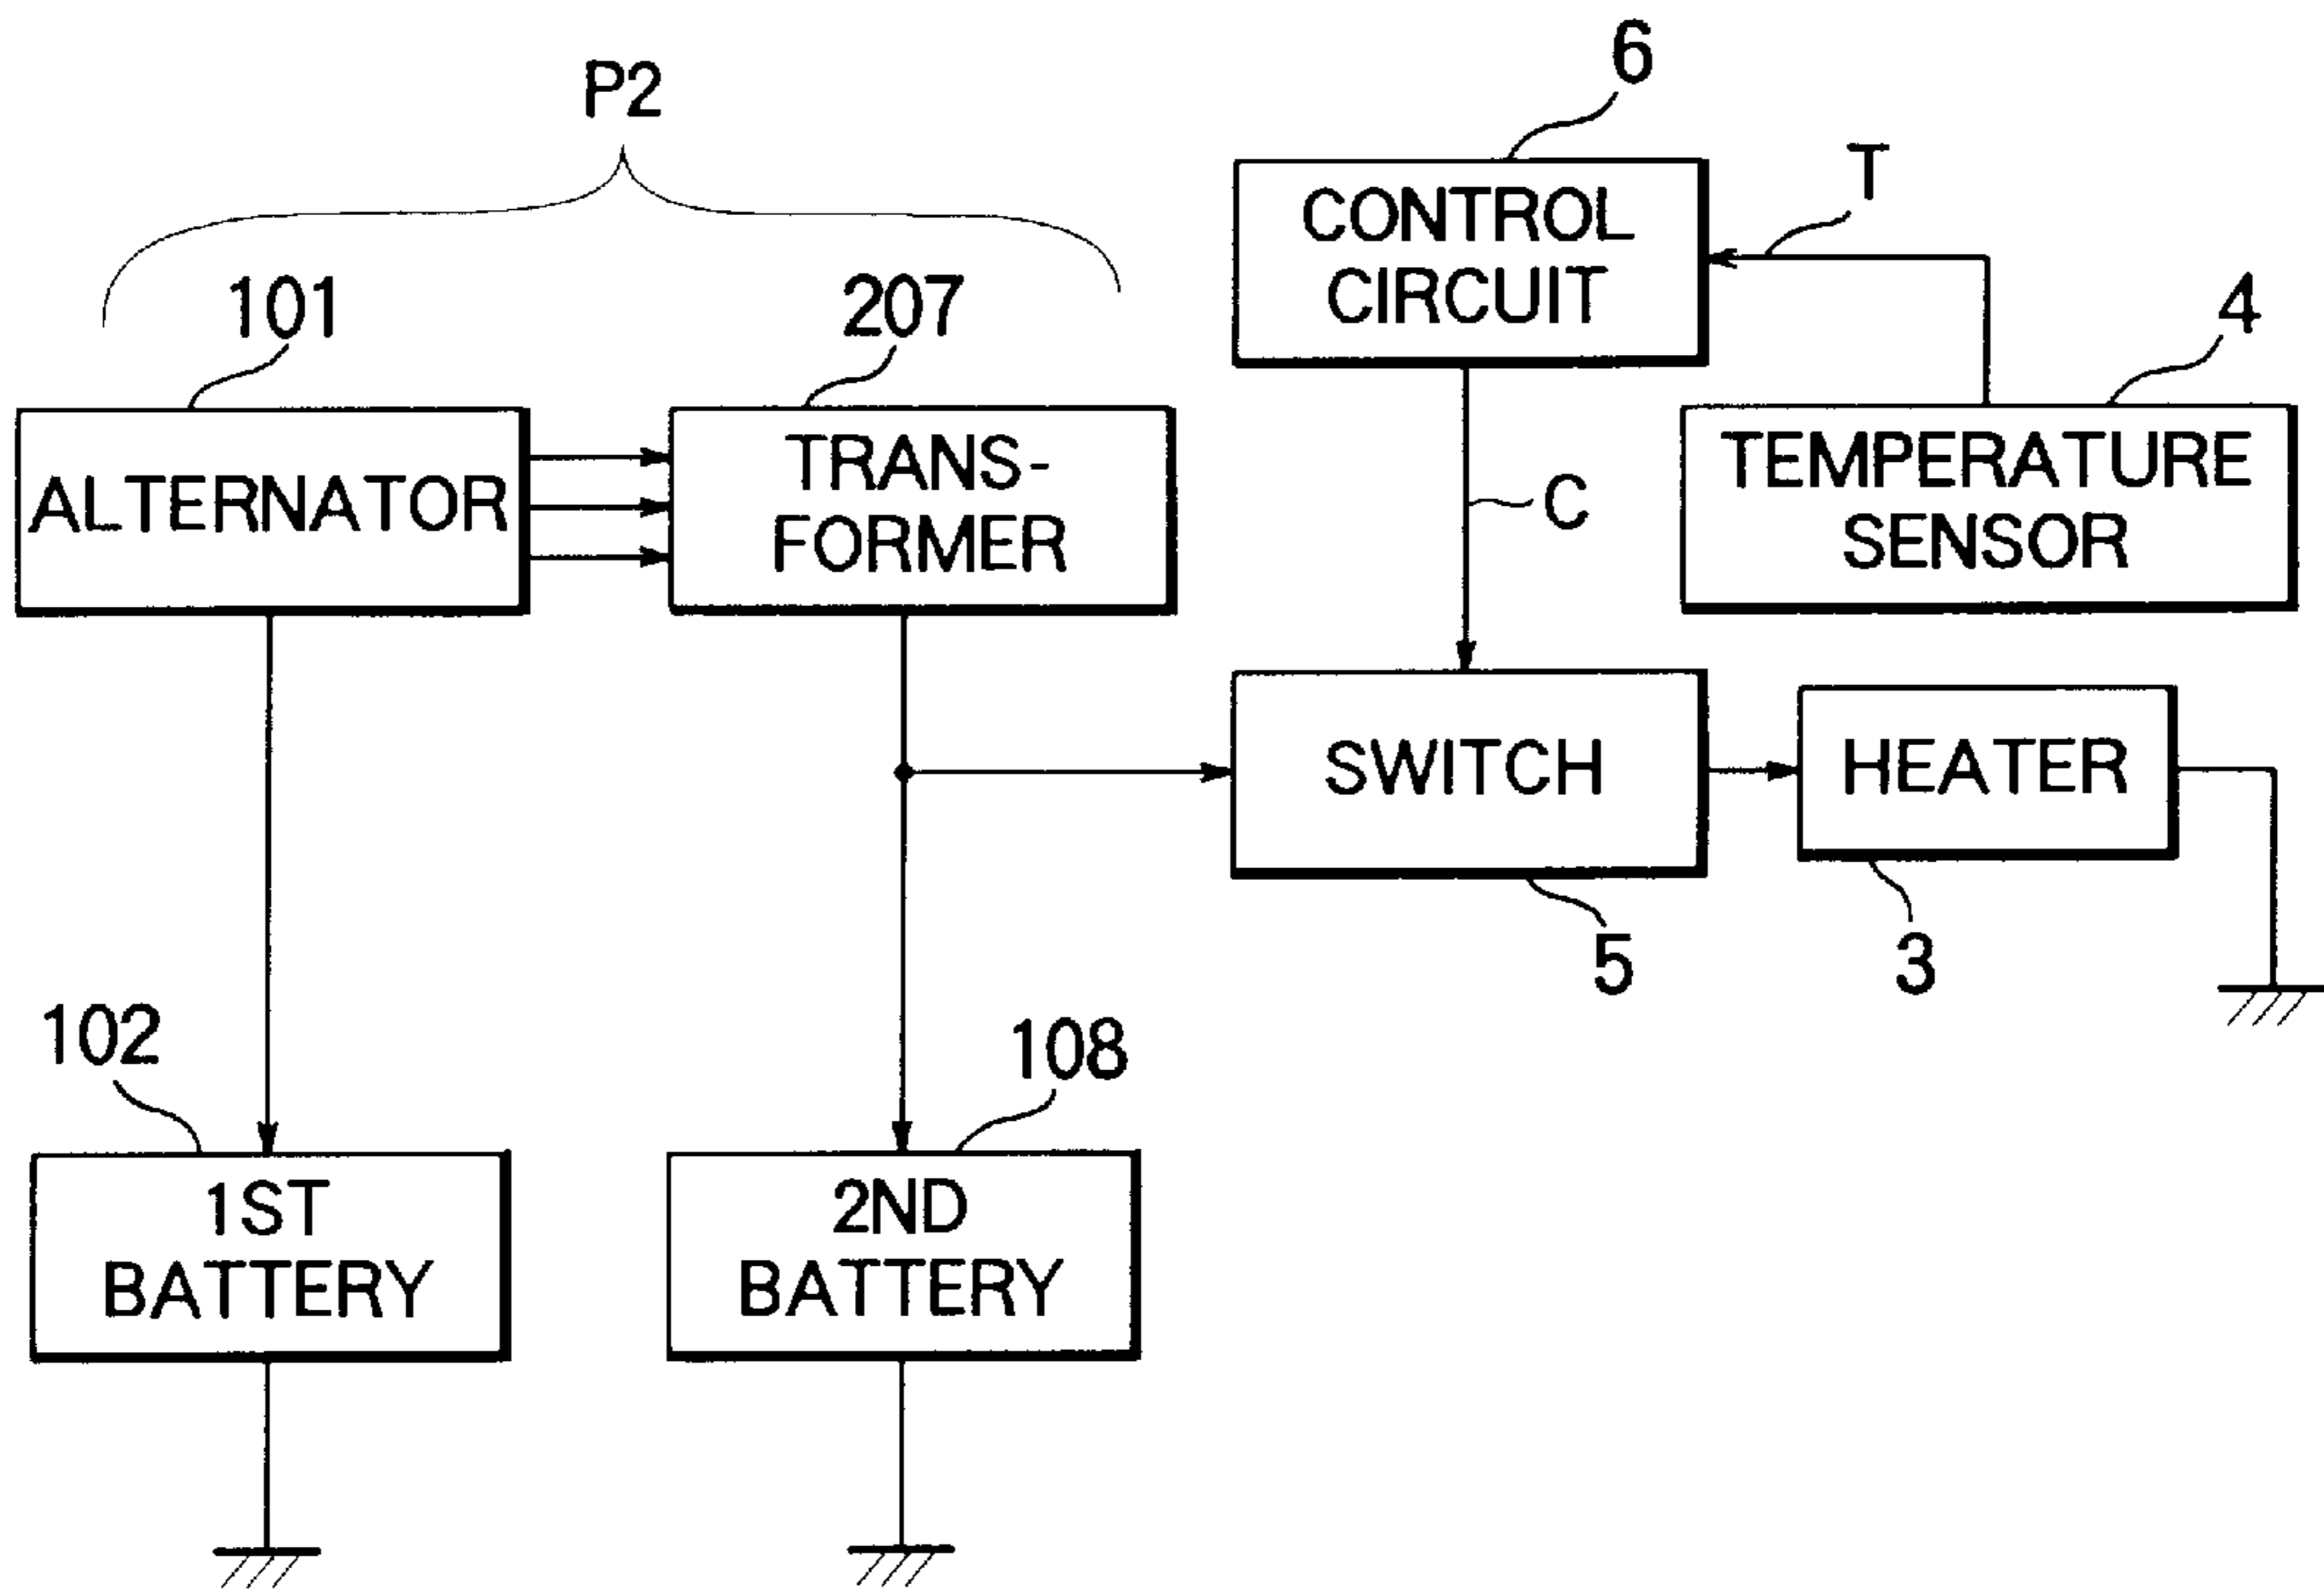 P2
6
CONTROL
CIRCUIT
T
101
207
4
ALTERNATOR
TRANS-
FORMER
TEMPERATURE
SENSOR
C
SWITCH
HEATER
5
3
102
108
1ST
BATTERY
2ND
BATTERY